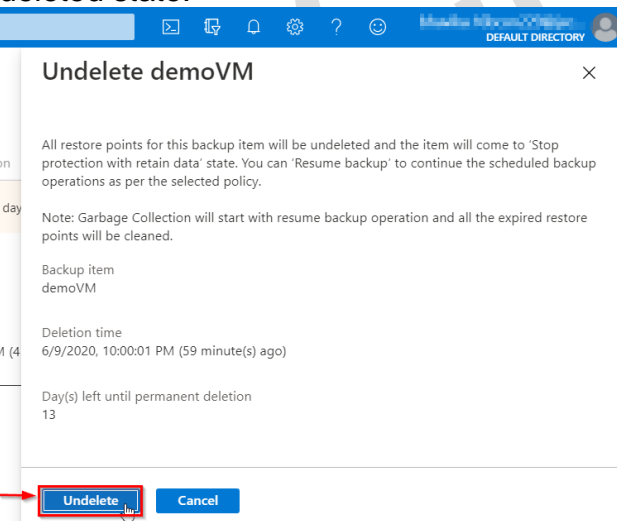 deleted state.
DEFAULT DIRECTORY
Undelete demoVM
All restore points for this backup item will be undeleted and the item will come to 'Stop
protection with retain data' state. You can 'Resume backup' to continue the scheduled backup
operations as per the selected policy.
day
Note: Garbage Collection will start with resume backup operation and all the expired restore
points will be cleaned.
Backup item
demoVM
Deletion time
M (4
6/9/2020, 10:00:01 PM (59 minute(s) ago)
Day(s) left until permanent deletion
13
Undelete
Cancel